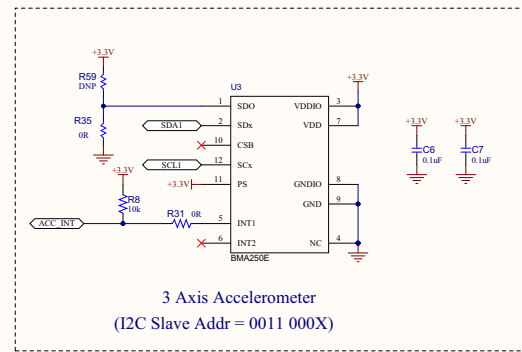 +3.3V
R59
DNP
R35
0R
U3
1 SDO VDDIO 3
+3.3V
SDA1 2 SDx VDD 7
10 CSB
SCL1 12 SCx
+3.3V 11 PS GNDIO 8
GND 9
+3.3V
R8
10k
ACC_INT R31 0R 5 INT1
6 INT2 NC 4
BMA250E
+3.3V +3.3V
C6 C7
0.1uF 0.1uF
3 Axis Accelerometer
(I2C Slave Addr = 0011 000X)